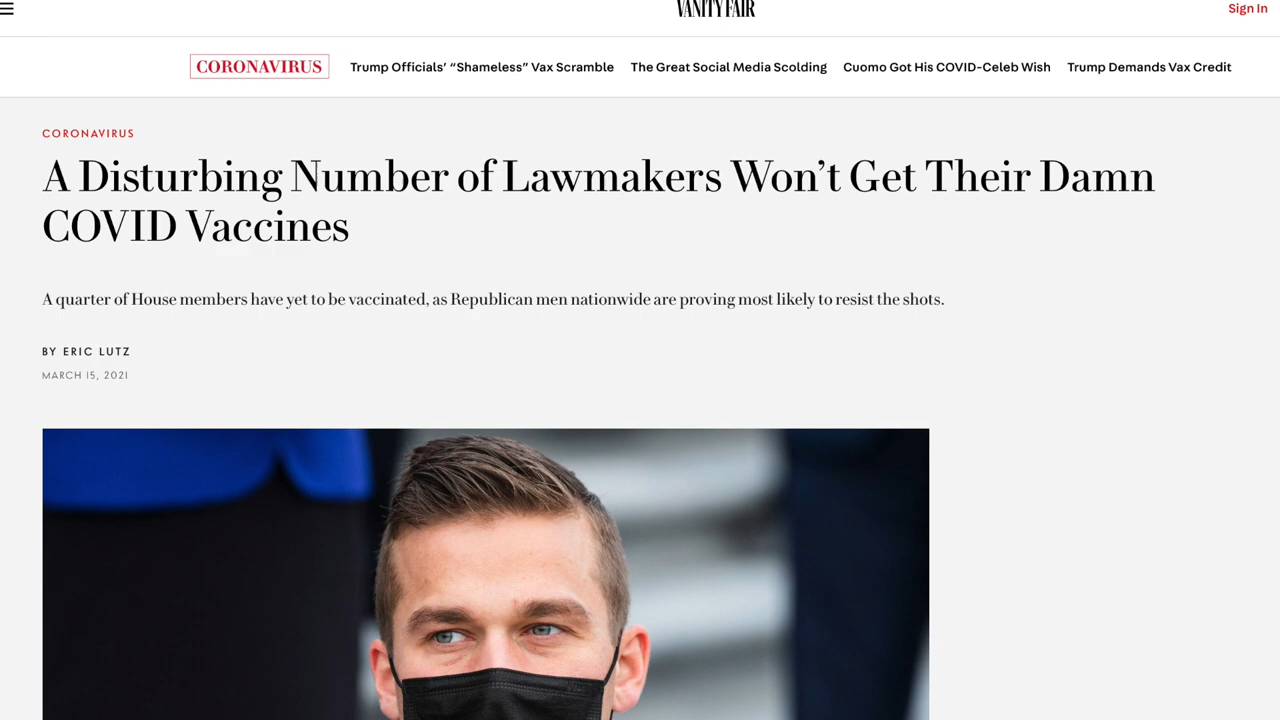 VANITY FAIR
Sign In
CORONAVIRUS Trump Officials’ “Shameless” Vax Scramble The Great Social Media Scolding Cuomo Got His COVID-Celeb Wish Trump Demands Vax Credit
CORONAVIRUS
A Disturbing Number of Lawmakers Won’t Get Their Damn
COVID Vaccines
A quarter of House members have yet to be vaccinated, as Republican men nationwide are proving most likely to resist the shots.
BY ERIC LUTZ
MARCH 15, 2021